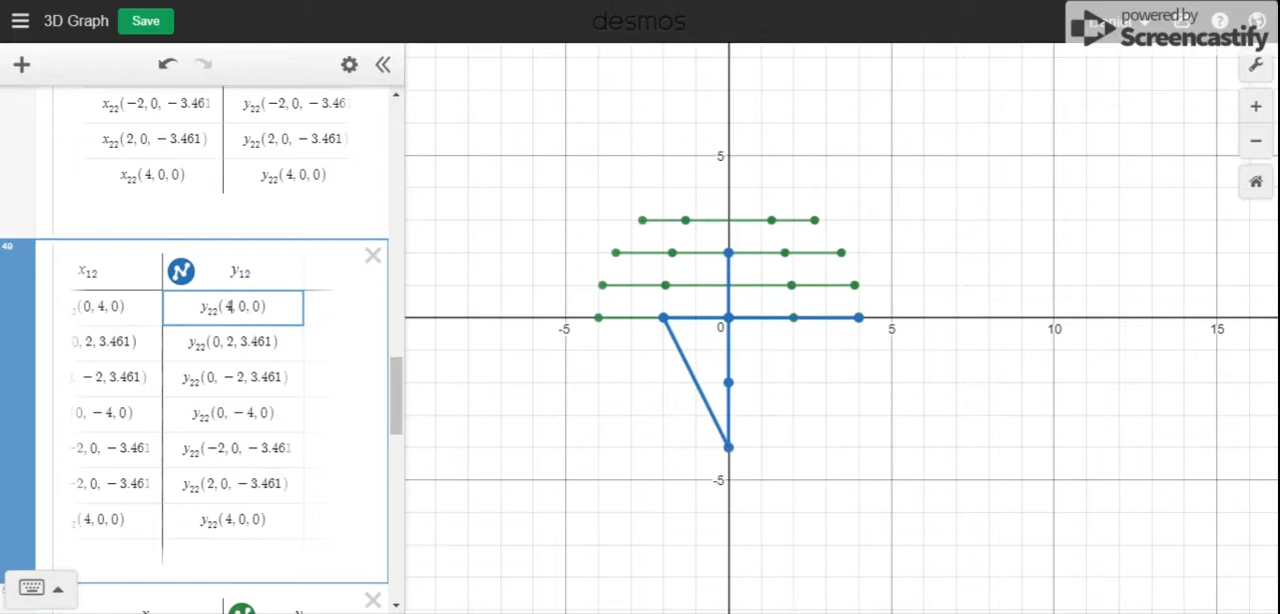 3D Graph Save desmos
powered by
Screencastify
x₂₂(−2, 0, −3.461 y₂₂(−2, 0, −3.46
x₂₂(2, 0, −3.461) y₂₂(2, 0, −3.461)
x₂₂(4, 0, 0) y₂₂(4, 0, 0)
49
x₁₂ y₁₂
₂(0, 4, 0) y₂₂(4, 0, 0)
0, 2, 3.461) y₂₂(0, 2, 3.461)
, −2, 3.461) y₂₂(0, −2, 3.461)
(0, −4, 0) y₂₂(0, −4, 0)
−2, 0, −3.461 y₂₂(−2, 0, −3.461
−2, 0, −3.461 y₂₂(2, 0, −3.461)
₂(4, 0, 0) y₂₂(4, 0, 0)
5
-5 0 5 10 15
-5